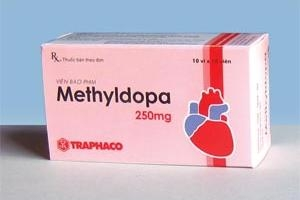 Rx Thuốc bán theo đơn
10 vỉ x 10 viên
VIÊN BAO PHIM
Methyldopa
250mg
TRAPHACO